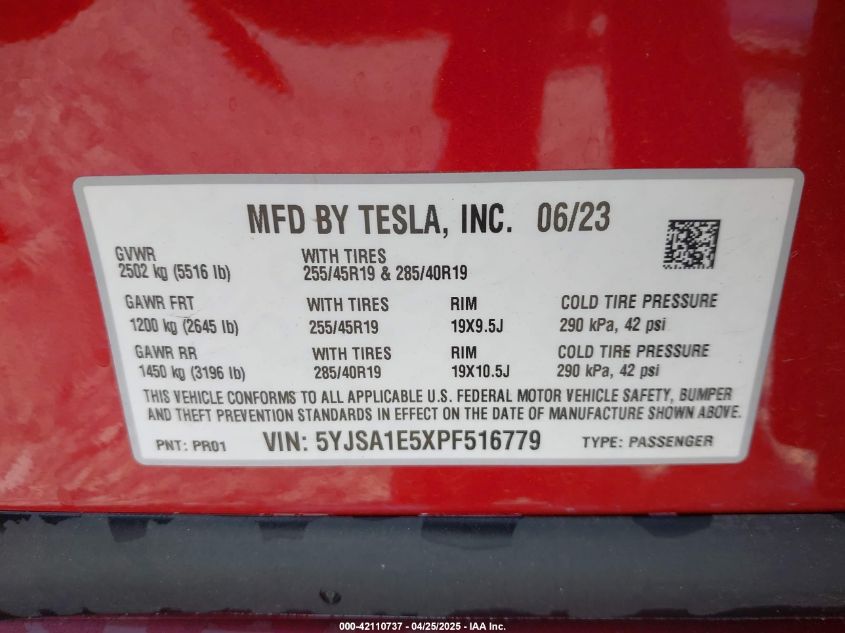 MFD BY TESLA, INC. 06/23
GVWR
2502 kg (5516 lb)
WITH TIRES
255/45R19 & 285/40R19
GAWR FRT WITH TIRES RIM COLD TIRE PRESSURE
1200 kg (2645 lb) 255/45R19 19X9.5J 290 kPa, 42 psi
GAWR RR WITH TIRES RIM COLD TIRE PRESSURE
1450 kg (3196 lb) 285/40R19 19X10.5J 290 kPa, 42 psi
THIS VEHICLE CONFORMS TO ALL APPLICABLE U.S. FEDERAL MOTOR VEHICLE SAFETY, BUMPER
AND THEFT PREVENTION STANDARDS IN EFFECT ON THE DATE OF MANUFACTURE SHOWN ABOVE.
PNT: PR01 VIN: 5YJSA1E5XPF516779 TYPE: PASSENGER
000-42110737 - 04/25/2025 - IAA Inc.